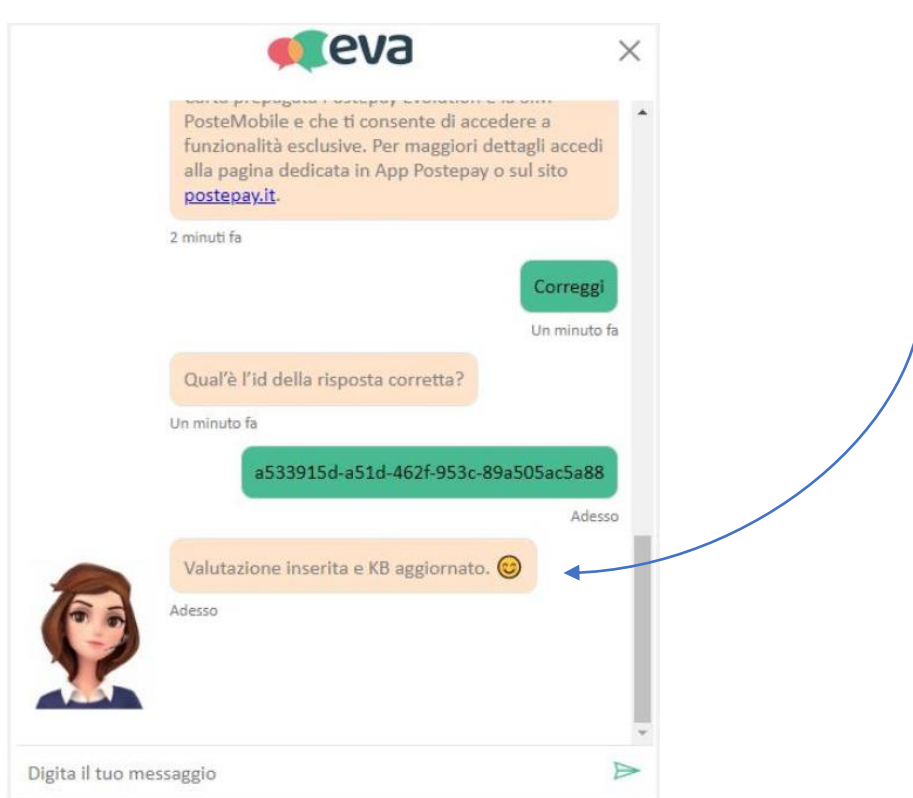 eva
PosteMobile e che ti consente di accedere a
funzionalità esclusive. Per maggiori dettagli accedi
alla pagina dedicata in App Postepay o sul sito
postepay.it.
2 minuti fa
Correggi
Un minuto fa
Qual'è l'id della risposta corretta?
Un minuto fa
a533915d-a51d-462f-953c-89a505ac5a88
Adesso
Valutazione inserita e KB aggiornato. 😊
Adesso
Digita il tuo messaggio